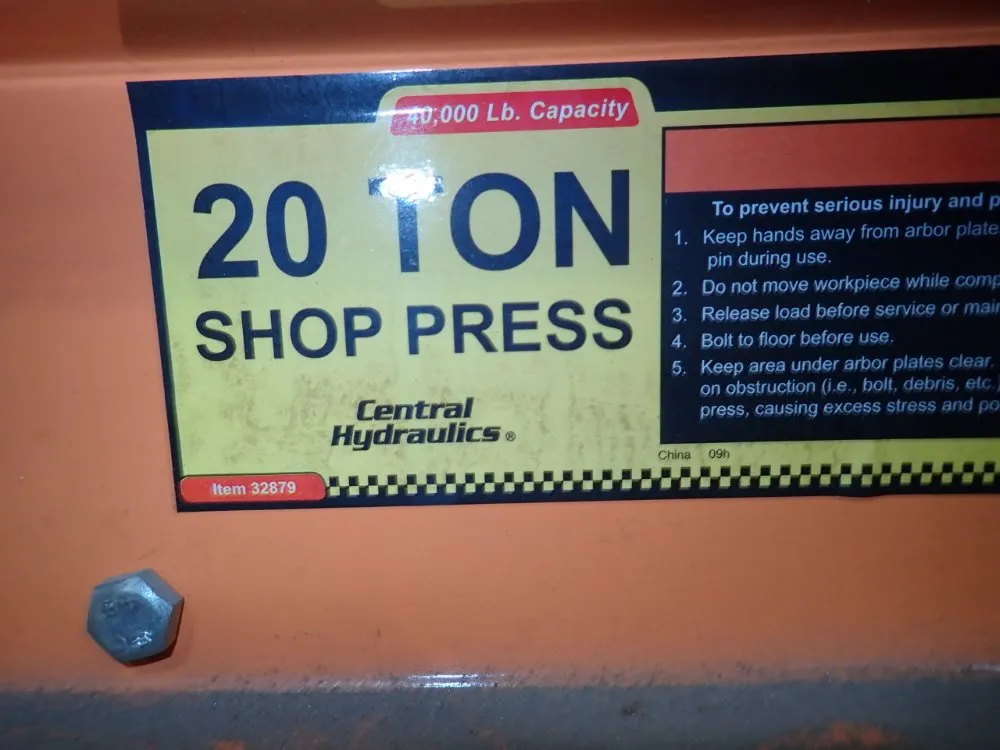 40,000 Lb. Capacity
20 TON
SHOP PRESS
Central
Hydraulics ®
Item 32879
To prevent serious injury and
1. Keep hands away from arbor plate
pin during use.
2. Do not move workpiece while
3. Release load before service or
4. Bolt to floor before use.
5. Keep area under arbor plates clear.
on obstruction (i.e., bolt, debris, etc.
press, causing excess stress and
China 09h
8.8